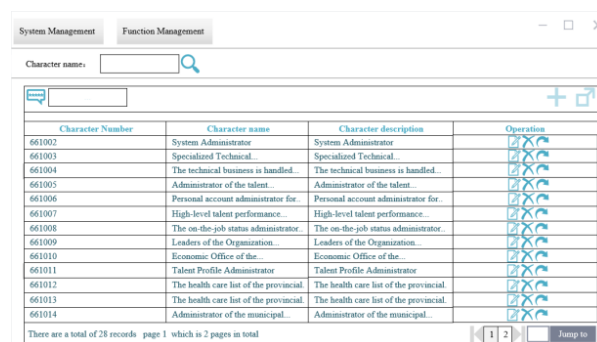 System Management Function Management
Character name:
Character Number Character name Character description Operation
661002 System Administrator System Administrator
661003 Specialized Technical... Specialized Technical...
661004 The technical business is handled... The technical business is handled...
661005 Administrator of the talent... Administrator of the talent...
661006 Personal account administrator for.. Personal account administrator for..
661007 High-level talent performance... High-level talent performance...
661008 The on-the-job status administrator.. The on-the-job status administrator..
661009 Leaders of the Organization... Leaders of the Organization...
661010 Economic Office of the... Economic Office of the...
661011 Talent Profile Administrator Talent Profile Administrator
661012 The health care list of the provincial. The health care list of the provincial.
661013 The health care list of the provincial. The health care list of the provincial.
661014 Administrator of the municipal... Administrator of the municipal...
There are a total of 28 records page 1 which is 2 pages in total 1 2 Jump to